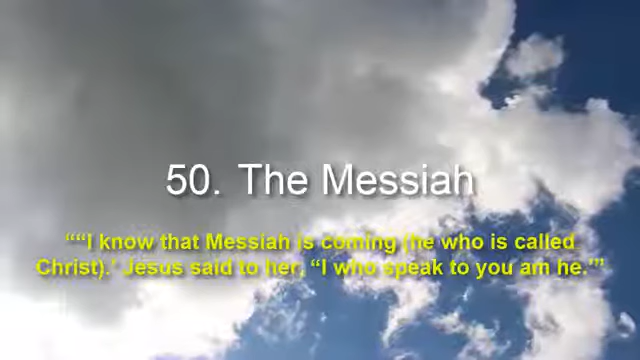 50. The Messiah
““I know that Messiah is coming (he who is called
Christ).’ Jesus said to her, “I who speak to you am he.’”